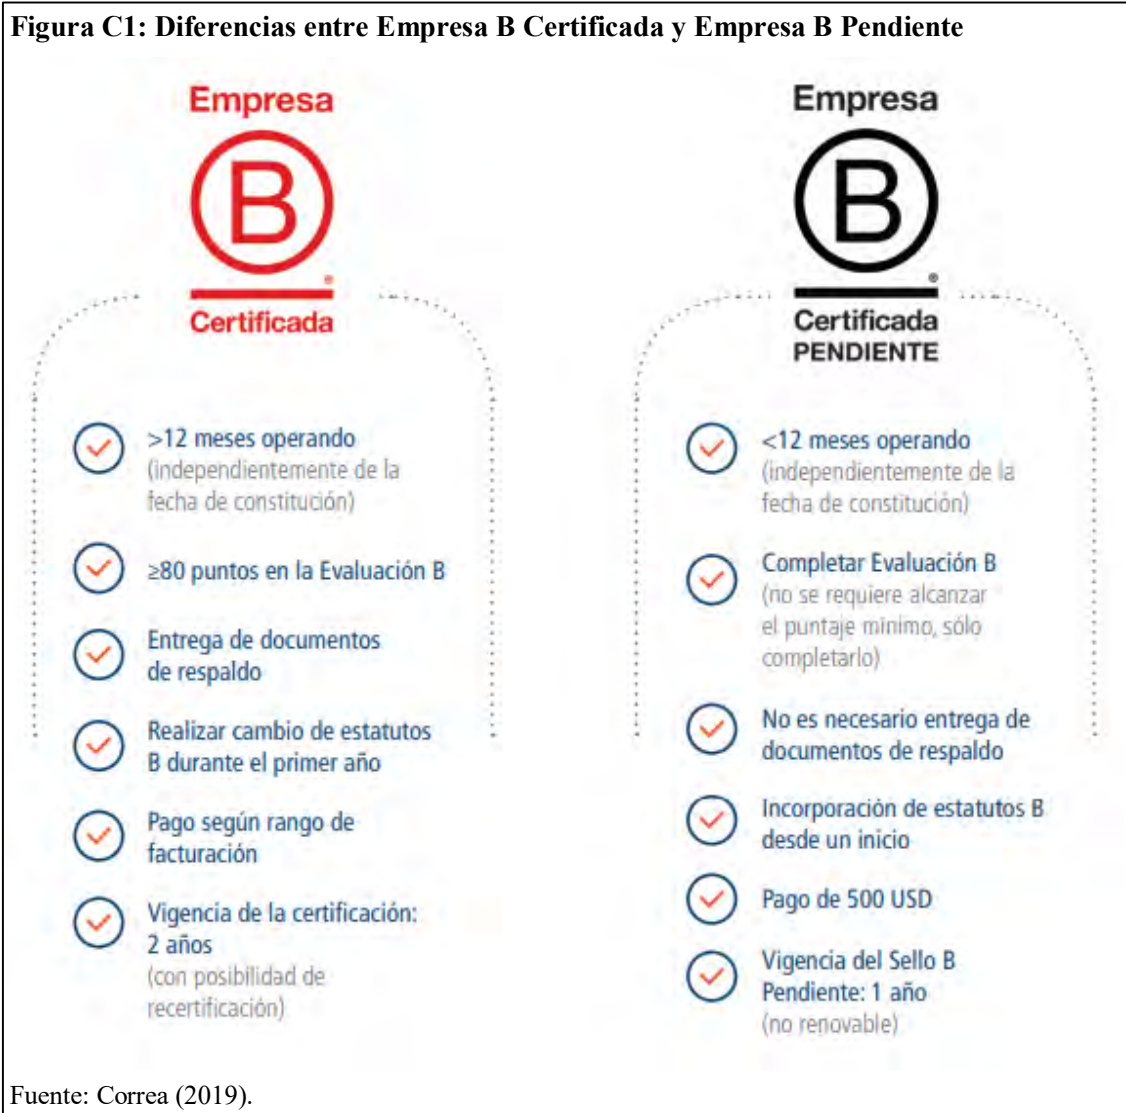 Figura C1: Diferencias entre Empresa B Certificada y Empresa B Pendiente
Empresa
B
®
Certificada
>12 meses operando
(independientemente de la
fecha de constitución)
≥80 puntos en la Evaluación B
Entrega de documentos
de respaldo
Realizar cambio de estatutos
B durante el primer año
Pago según rango de
facturación
Vigencia de la certificación:
2 años
(con posibilidad de
recertificación)
Empresa
B
®
Certificada
PENDIENTE
<12 meses operando
(independientemente de la
fecha de constitución)
Completar Evaluación B
(no se requiere alcanzar
el puntaje mínimo, sólo
completarlo)
No es necesario entrega de
documentos de respaldo
Incorporación de estatutos B
desde un inicio
Pago de 500 USD
Vigencia del Sello B
Pendiente: 1 año
(no renovable)
Fuente: Correa (2019).